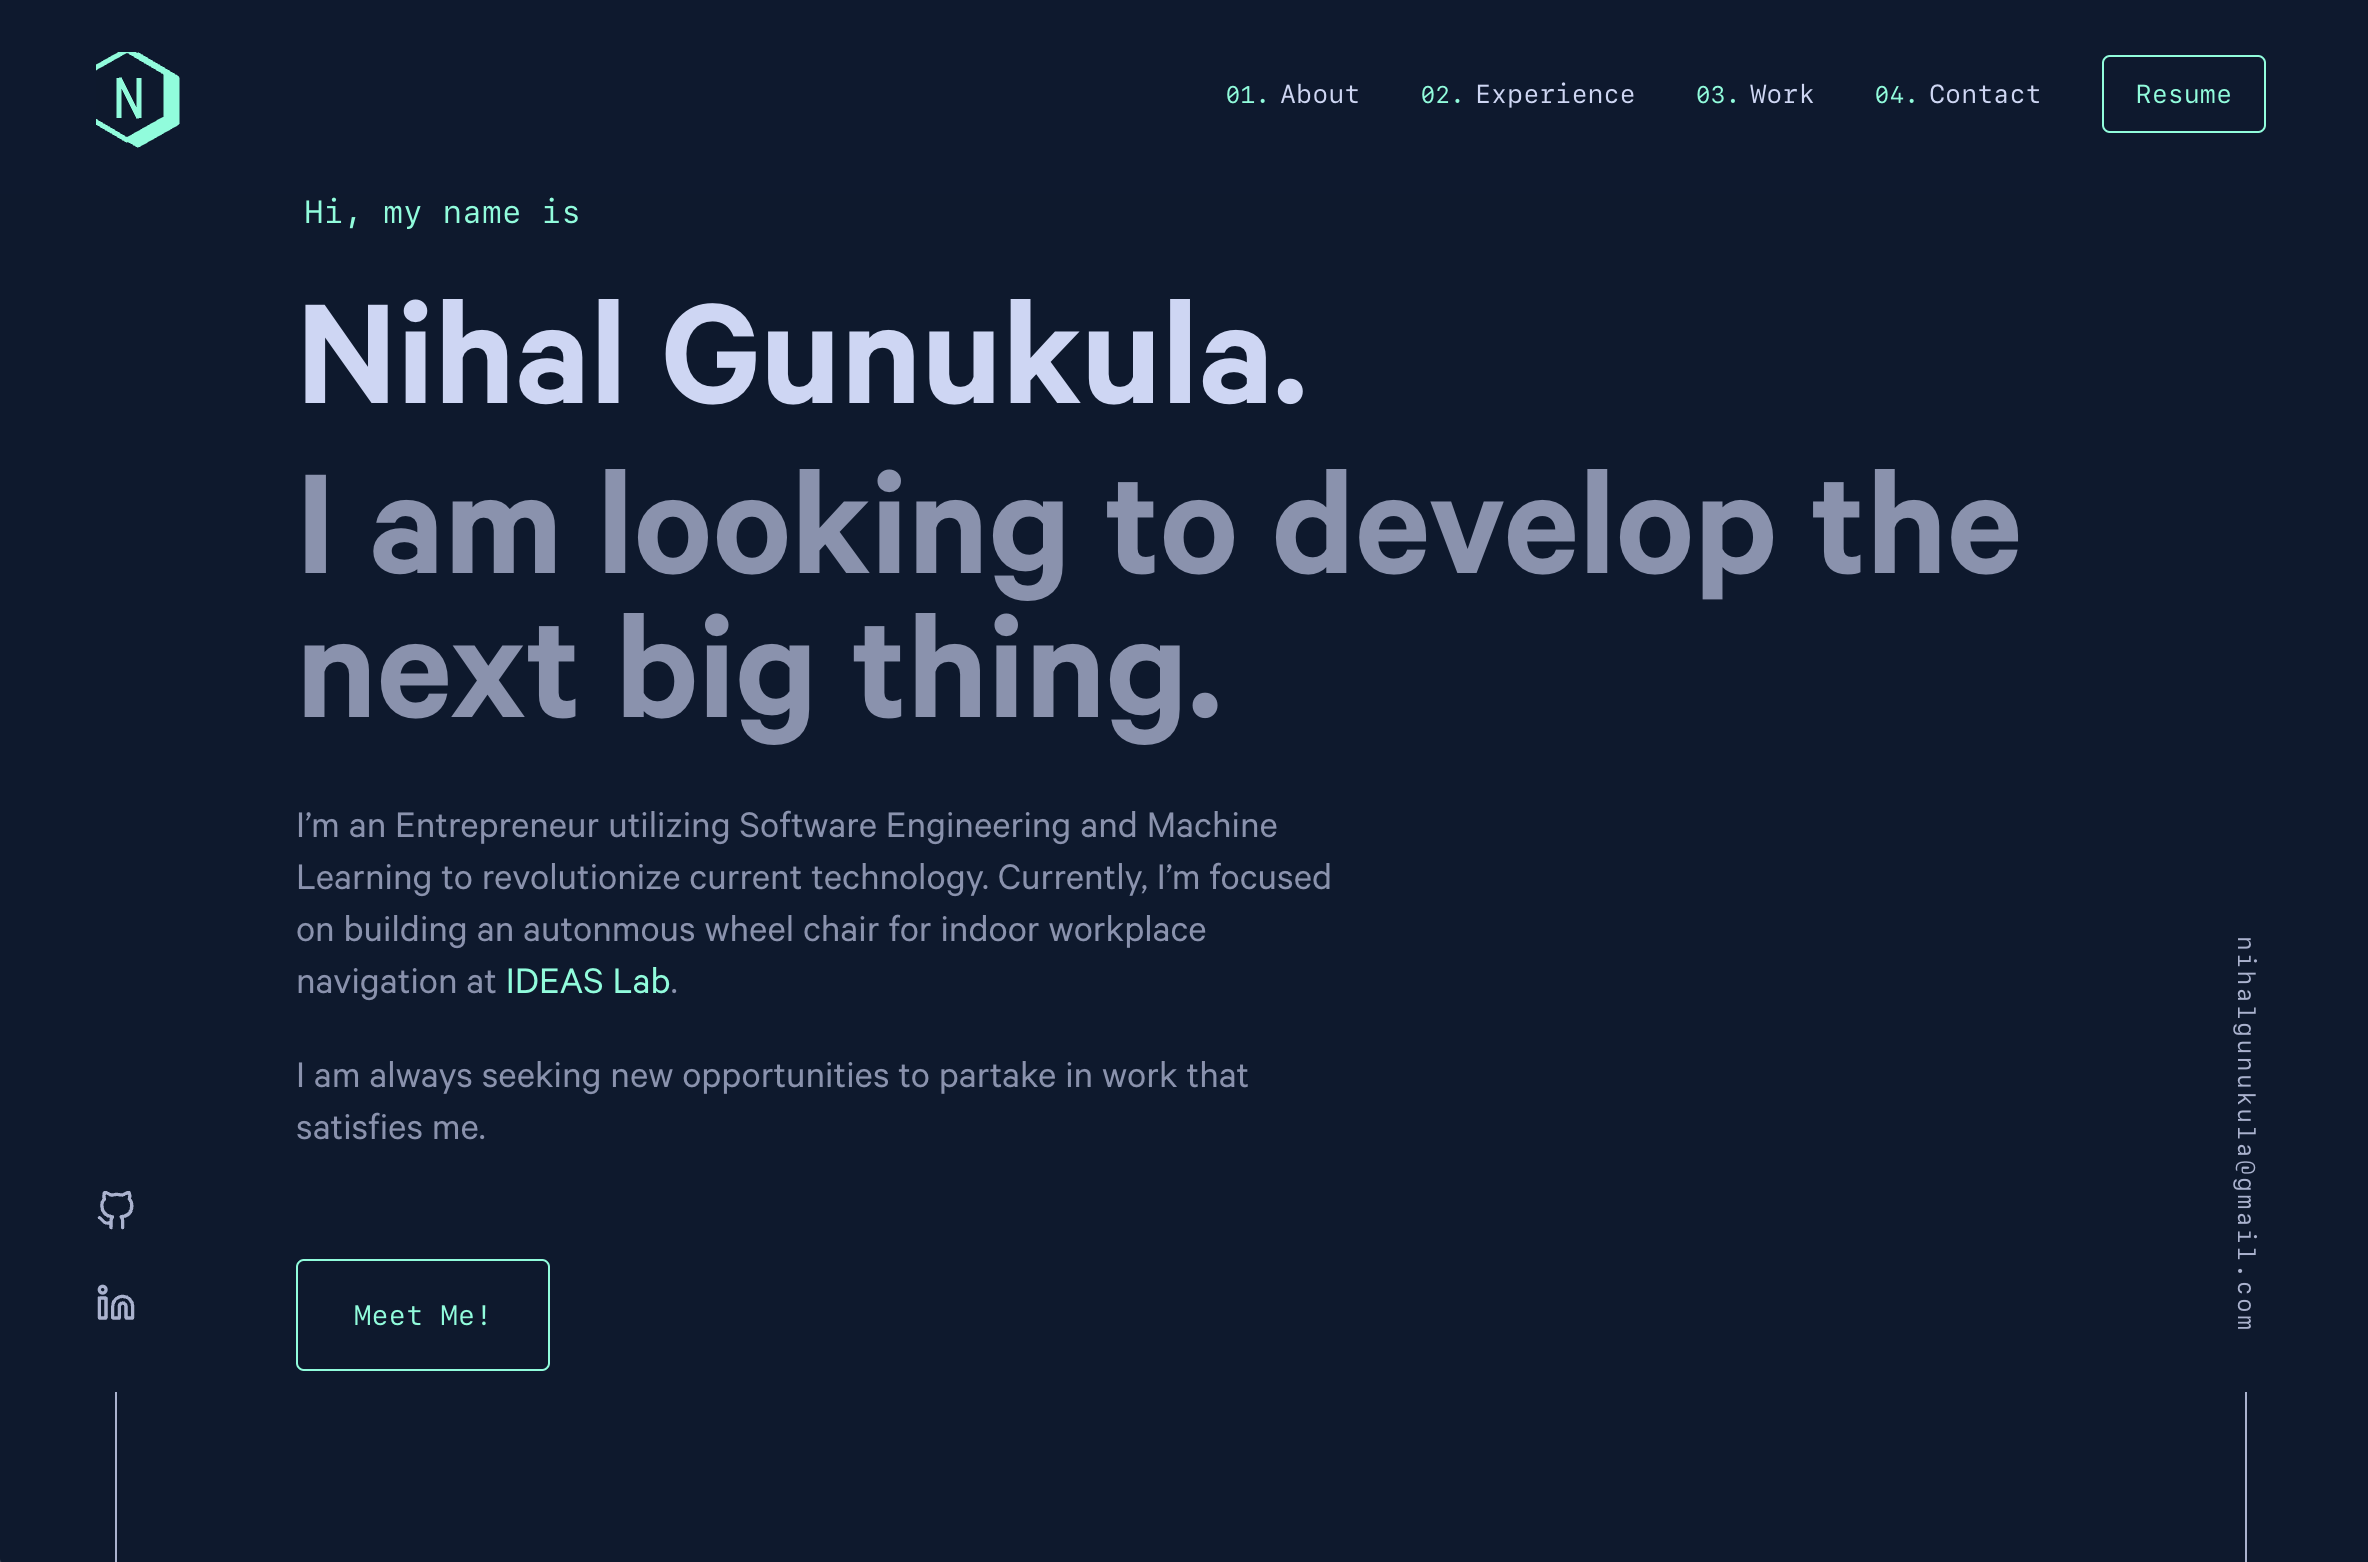 N
01. About 02. Experience 03. Work 04. Contact Resume
Hi, my name is
Nihal Gunukula.
I am looking to develop the
next big thing.
I’m an Entrepreneur utilizing Software Engineering and Machine
Learning to revolutionize current technology. Currently, I’m focused
on building an autonmous wheel chair for indoor workplace
navigation at IDEAS Lab.
I am always seeking new opportunities to partake in work that
satisfies me.
in
Meet Me!
nihalgunukula@gmail.com